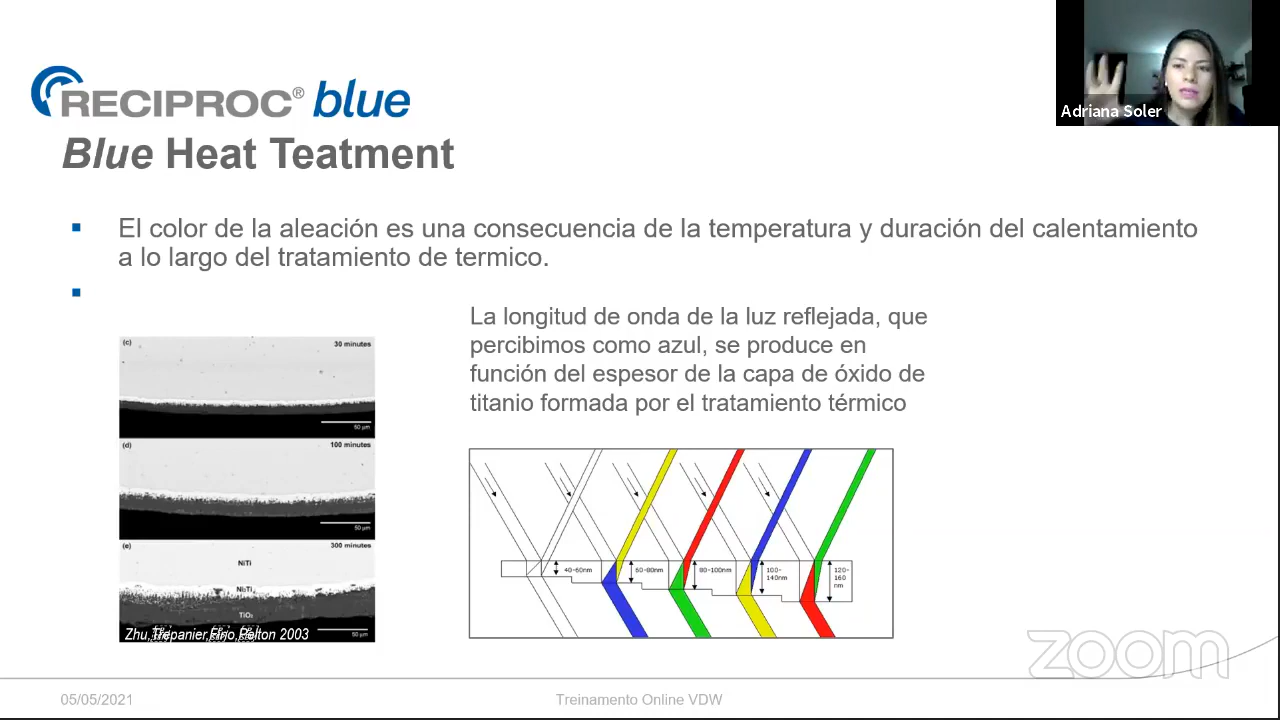 Adriana Soler
RECIPROC® blue
Blue Heat Teatment
El color de la aleación es una consecuencia de la temperatura y duración del calentamiento
a lo largo del tratamiento de termico.
La longitud de onda de la luz reflejada, que
percibimos como azul, se produce en
función del espesor de la capa de óxido de
titanio formada por el tratamiento térmico
(c) 30 minutes
50 µm
(d) 100 minutes
50 µm
(e) 300 minutes
NiTi
Ni3Ti
TiO2
50 µm
Zhu, Trepanier, Fino, Pelton 2003
40-60nm
60-80nm
80-100nm
100-
140nm
120-
160
nm
zoom
05/05/2021
Treinamento Online VDW